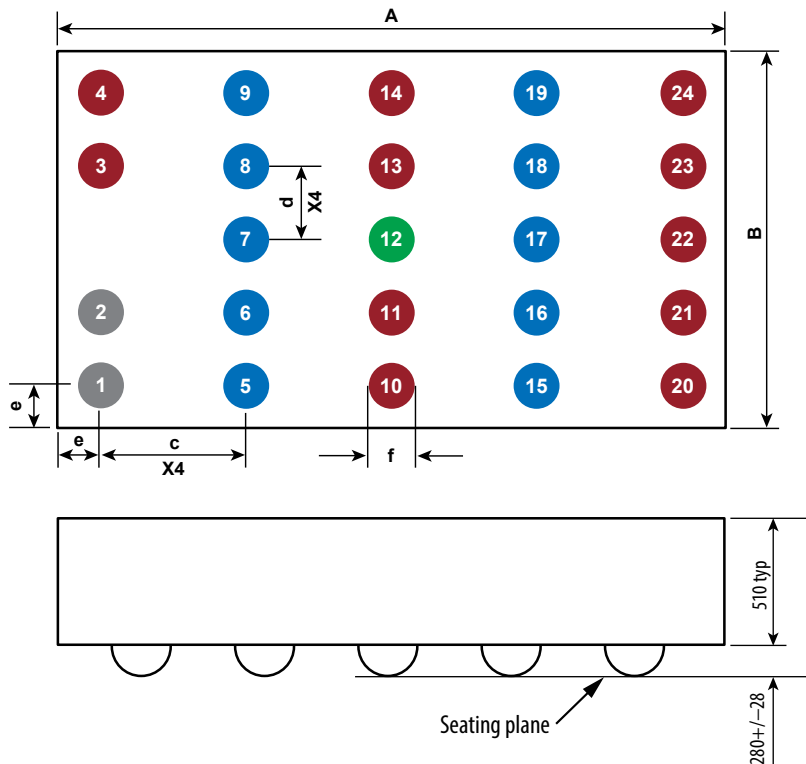 A
4 9 14 19 24
3 8 13 18 23
d
X4
7 12 17 22
B
2 6 11 16 21
1 5 10 15 20
e
e
c
X4
f
510 typ
Seating plane
280+/–28